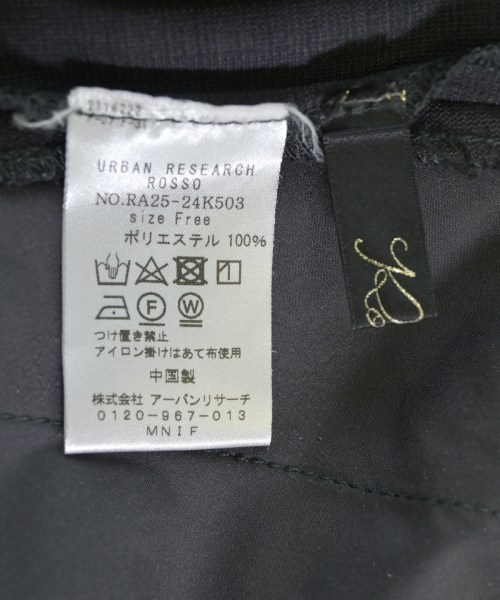 URBAN RESEARCH
ROSSO
NO.RA25-24K503
size Free
ポリエステル 100%
F W
つけ置き禁止
アイロン掛けはあて布使用
中国製
株式会社 アーバンリサーチ
0120-967-013
MNIF